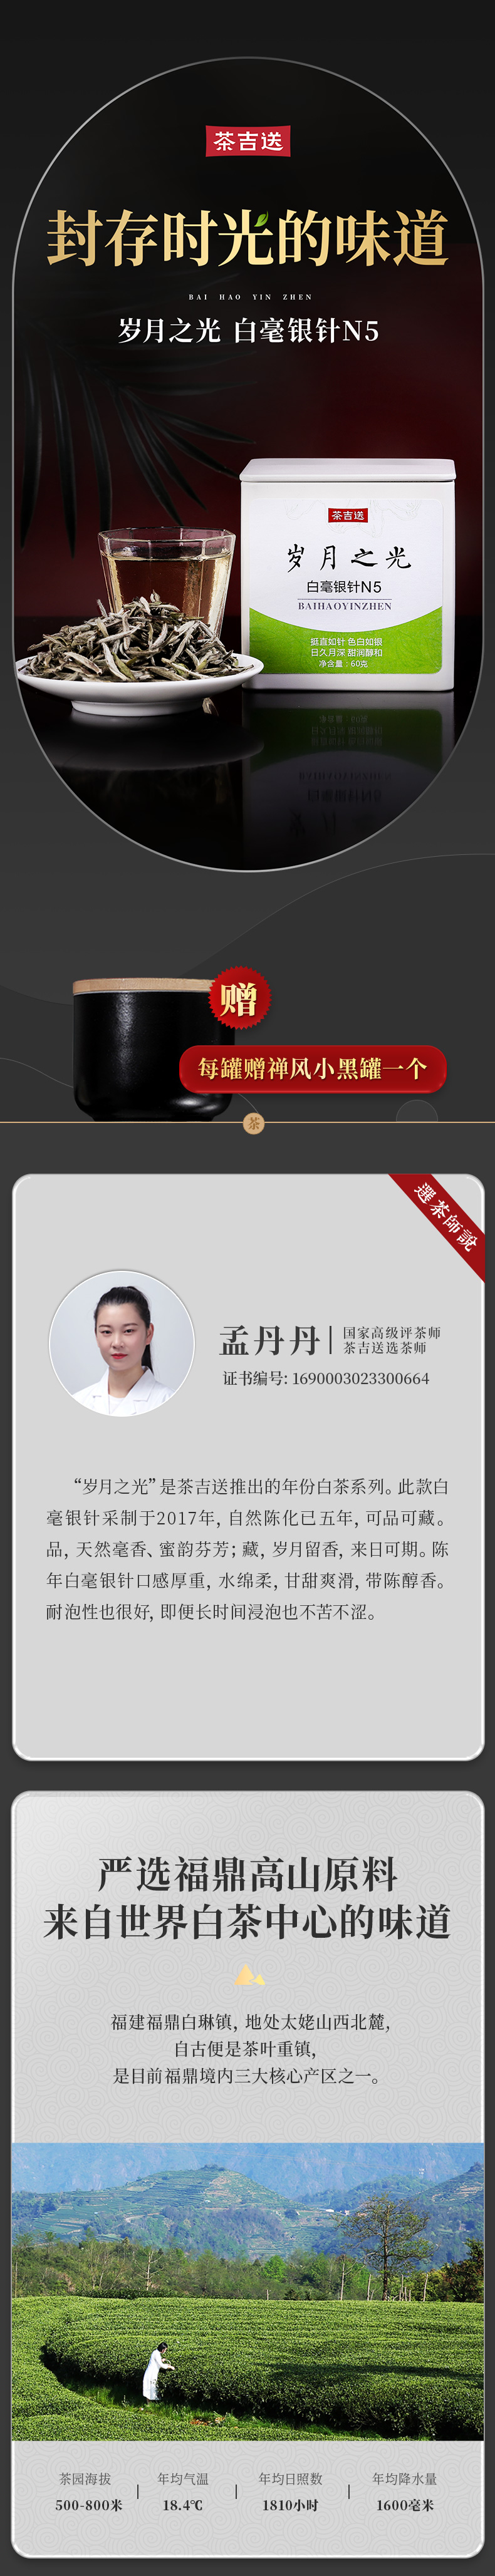 茶吉送
封存时光的味道
BAI HAO YIN ZHEN
岁月之光 白毫银针N5
茶吉送
岁月之光
白毫银针N5
BAIHAOYINZHEN
挺直如针 色白如银
日久月深 甜润醇和
净含量：60克
赠
每罐赠禅风小黑罐一个
茶
選茶師說
孟丹丹
国家高级评茶师
茶吉送选茶师
证书编号: 1690003023300664
“岁月之光”是茶吉送推出的年份白茶系列。此款白
毫银针采制于2017年, 自然陈化已五年, 可品可藏。
品, 天然毫香、蜜韵芬芳; 藏, 岁月留香, 来日可期。陈
年白毫银针口感厚重, 水绵柔, 甘甜爽滑, 带陈醇香。
耐泡性也很好, 即便长时间浸泡也不苦不涩。
严选福鼎高山原料
来自世界白茶中心的味道
福建福鼎白琳镇, 地处太姥山西北麓,
自古便是茶叶重镇,
是目前福鼎境内三大核心产区之一。
茶园海拔
500-800米
年均气温
18.4℃
年均日照数
1810小时
年均降水量
1600毫米